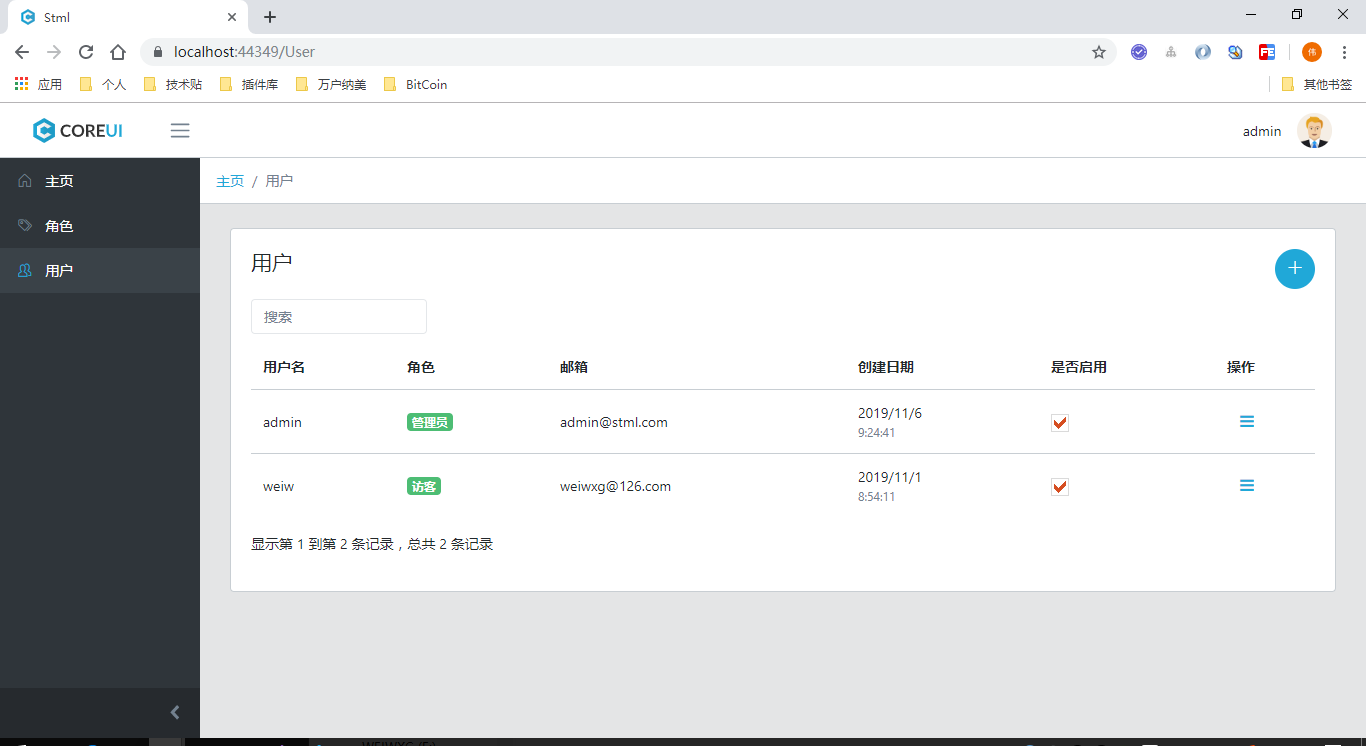 Stml
localhost:44349/User
伟
应用 个人 技术贴 插件库 万户纳美 BitCoin 其他书签
COREUI
admin
主页
角色
用户
主页 / 用户
用户
搜索
用户名 角色 邮箱 创建日期 是否启用 操作
admin 管理员 admin@stml.com 2019/11/6
9:24:41
weiw 访客 weiwxg@126.com 2019/11/1
8:54:11
显示第 1 到第 2 条记录，总共 2 条记录